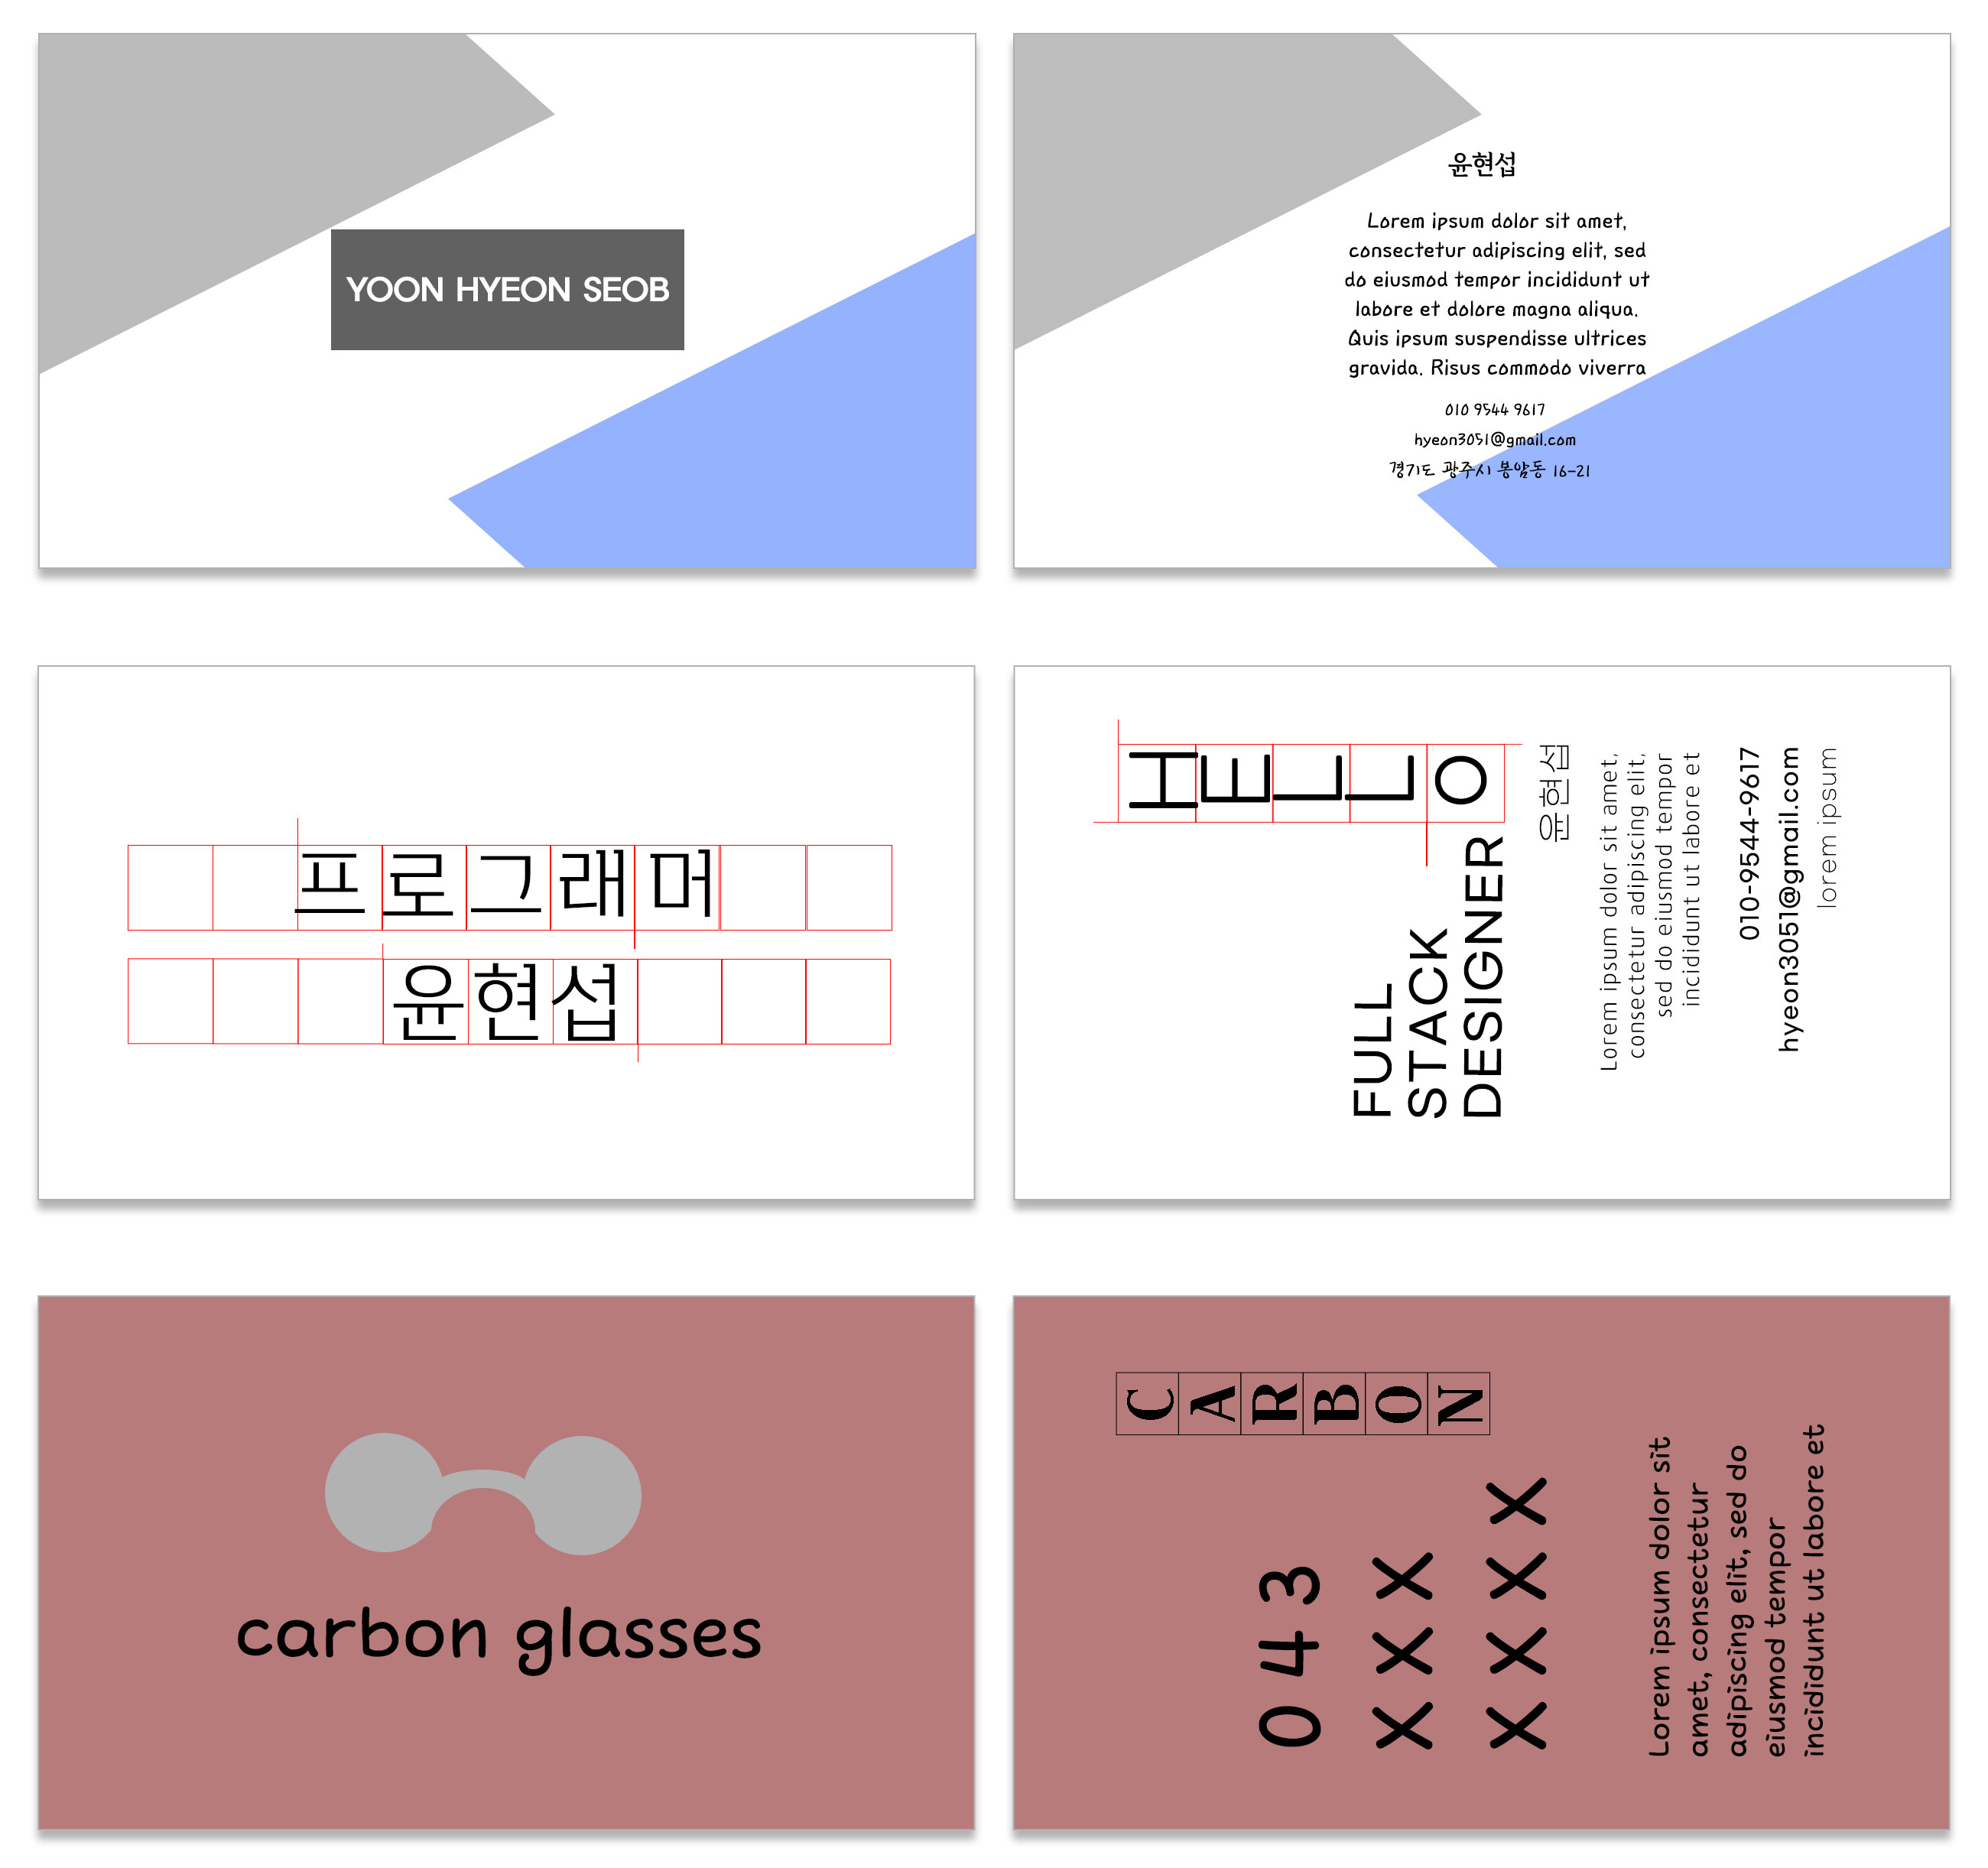 YOON HYEON SEOB
윤현섭
Lorem ipsum dolor sit amet,
consectetur adipiscing elit, sed
do eiusmod tempor incididunt ut
labore et dolore magna aliqua.
Quis ipsum suspendisse ultrices
gravida. Risus commodo viverra
010 9544 9617
hyeon3051@gmail.com
경기도 광주시 봉앞동 16-21
프로그래머
윤현섭
HELLO
FULL
STACK
DESIGNER
윤현섭
Lorem ipsum dolor sit amet,
consectetur adipiscing elit,
sed do eiusmod tempor
incididunt ut labore et
010-9544-9617
hyeon3051@gmail.com
lorem ipsum
carbon glasses
CARBON
043
XXX
XXXX
Lorem ipsum dolor sit
amet, consectetur
adipiscing elit, sed do
eiusmod tempor
incididunt ut labore et